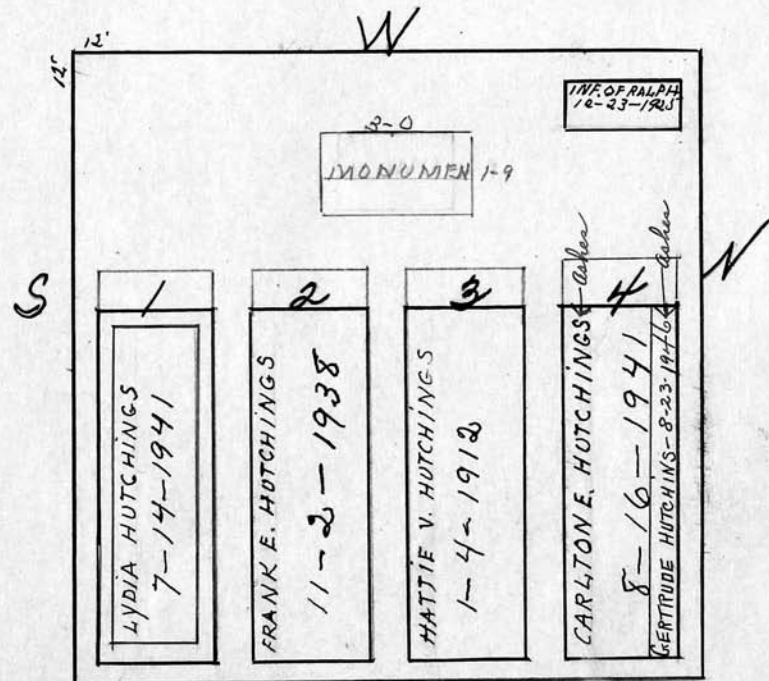 12'
12'
W
INF. OF RALPH
12-23-1925
3-0
MONUMEN 1-9
S
N
1
2
3
4
LYDIA HUTCHINGS
7-14-1941
FRANK E. HUTCHINGS
11-2-1938
HATTIE V. HUTCHINGS
1-4-1912
CARLTON E. HUTCHINGS ← Ashes
8-16-1941
GERTRUDE HUTCHINS - 8-23-1946 ← Ashes